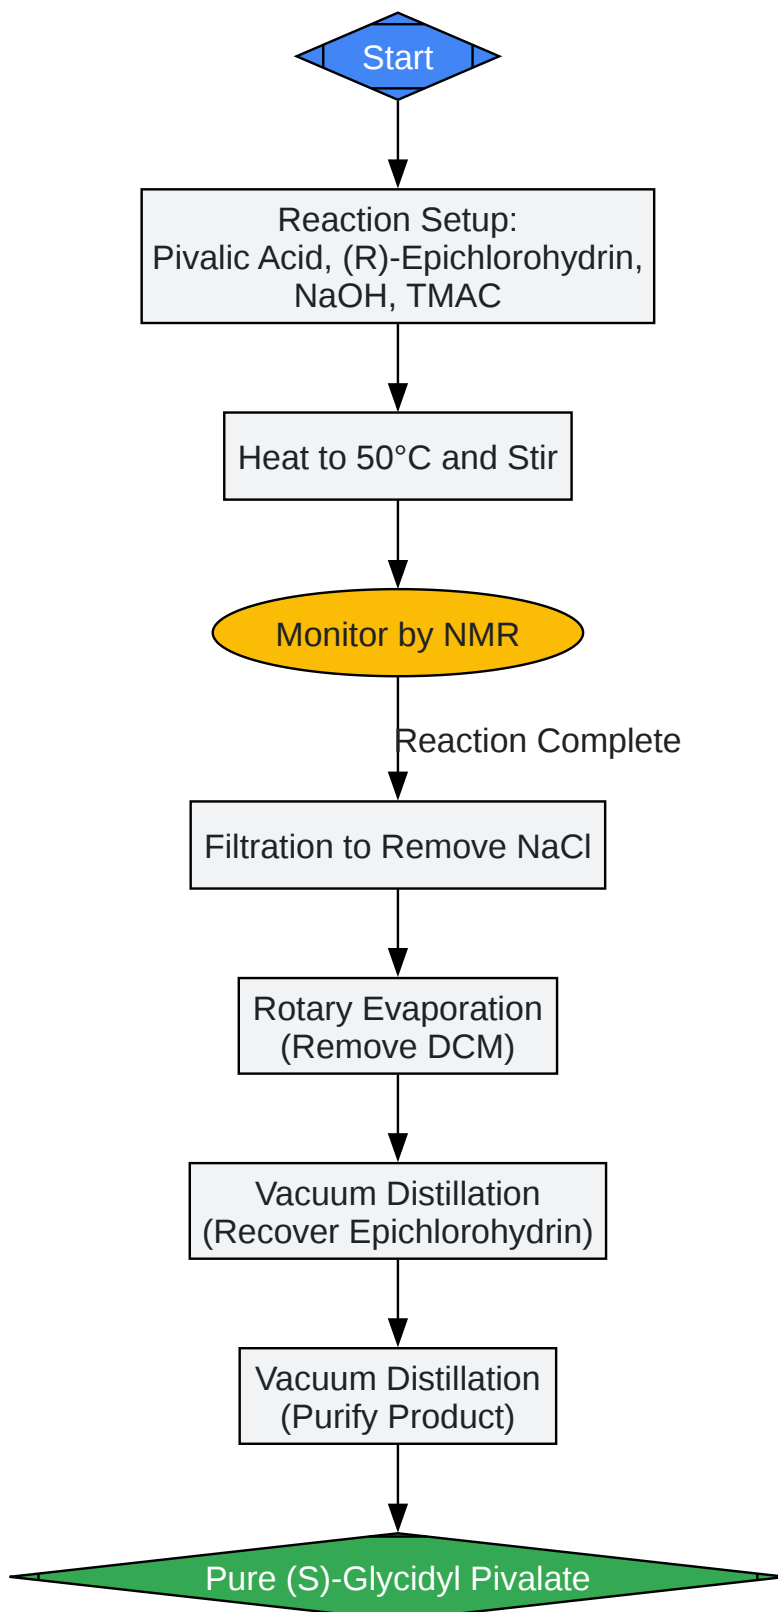 Start
Reaction Setup:
Pivalic Acid, (R)-Epichlorohydrin,
NaOH, TMAC
Heat to 50°C and Stir
Monitor by NMR
Reaction Complete
Filtration to Remove NaCl
Rotary Evaporation
(Remove DCM)
Vacuum Distillation
(Recover Epichlorohydrin)
Vacuum Distillation
(Purify Product)
Pure (S)-Glycidyl Pivalate